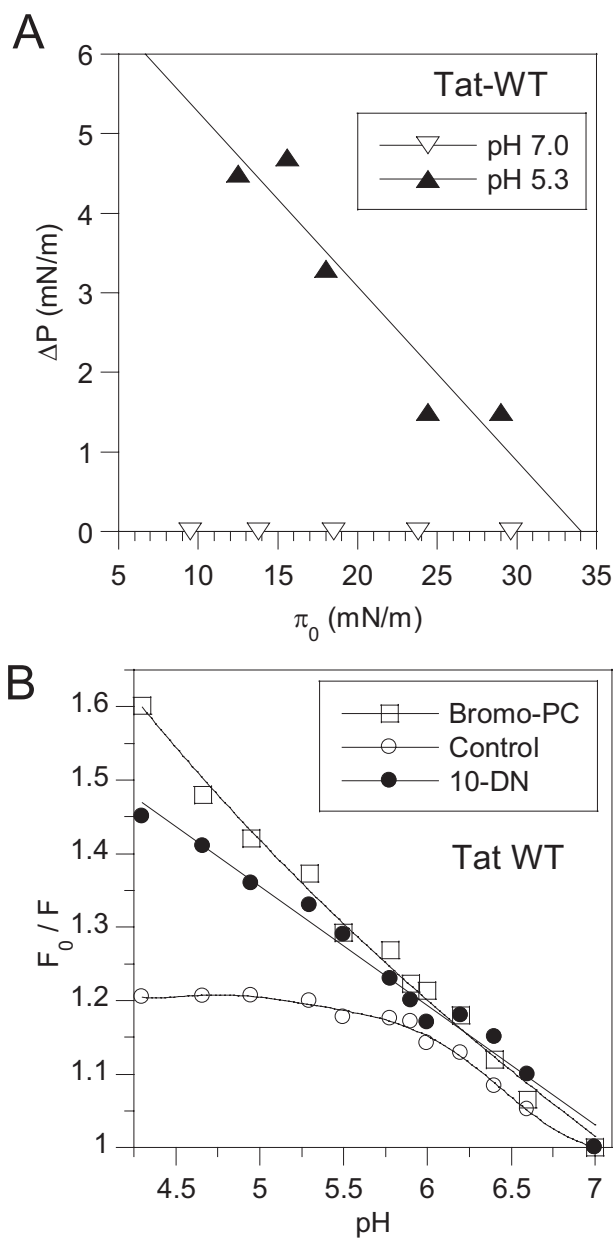 A
Tat-WT
pH 7.0
pH 5.3
6
5
4
3
2
1
0
ΔP (mN/m)
5 10 15 20 25 30 35
π0 (mN/m)
B
Bromo-PC
Control
10-DN
Tat WT
1.6
1.5
1.4
1.3
1.2
1.1
1
F0 / F
4.5 5 5.5 6 6.5 7
pH